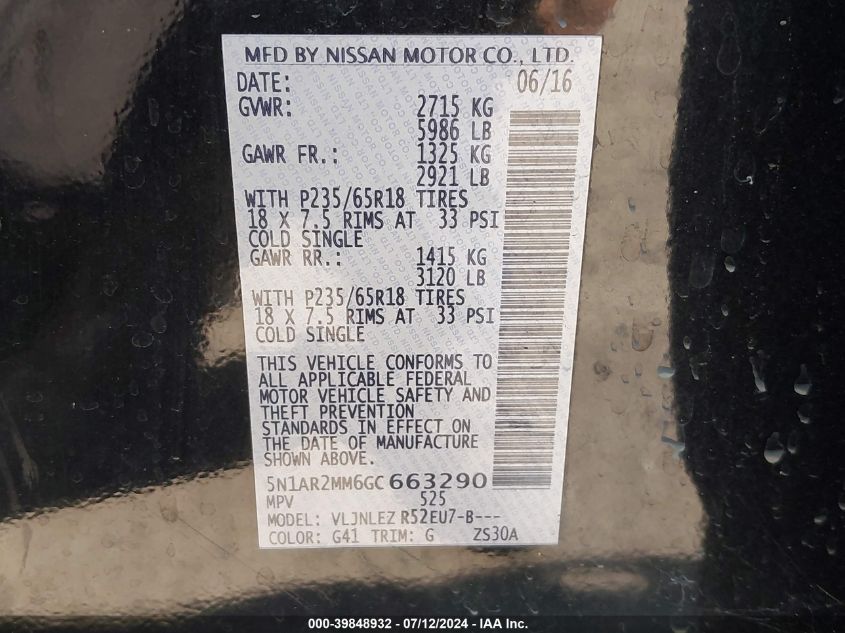 MFD BY NISSAN MOTOR CO., LTD.
DATE: 06/16
GVWR: 2715 KG
5986 LB
GAWR FR.: 1325 KG
2921 LB
WITH P235/65R18 TIRES
18 X 7.5 RIMS AT 33 PSI
COLD SINGLE
GAWR RR.: 1415 KG
3120 LB
WITH P235/65R18 TIRES
18 X 7.5 RIMS AT 33 PSI
COLD SINGLE
THIS VEHICLE CONFORMS TO
ALL APPLICABLE FEDERAL
MOTOR VEHICLE SAFETY AND
THEFT PREVENTION
STANDARDS IN EFFECT ON
THE DATE OF MANUFACTURE
SHOWN ABOVE.
5N1AR2MM6GC663290
MPV 525
MODEL: VLJNLEZ R52EU7-B---
COLOR: G41 TRIM: G ZS30A
000-39848932 - 07/12/2024 - IAA Inc.